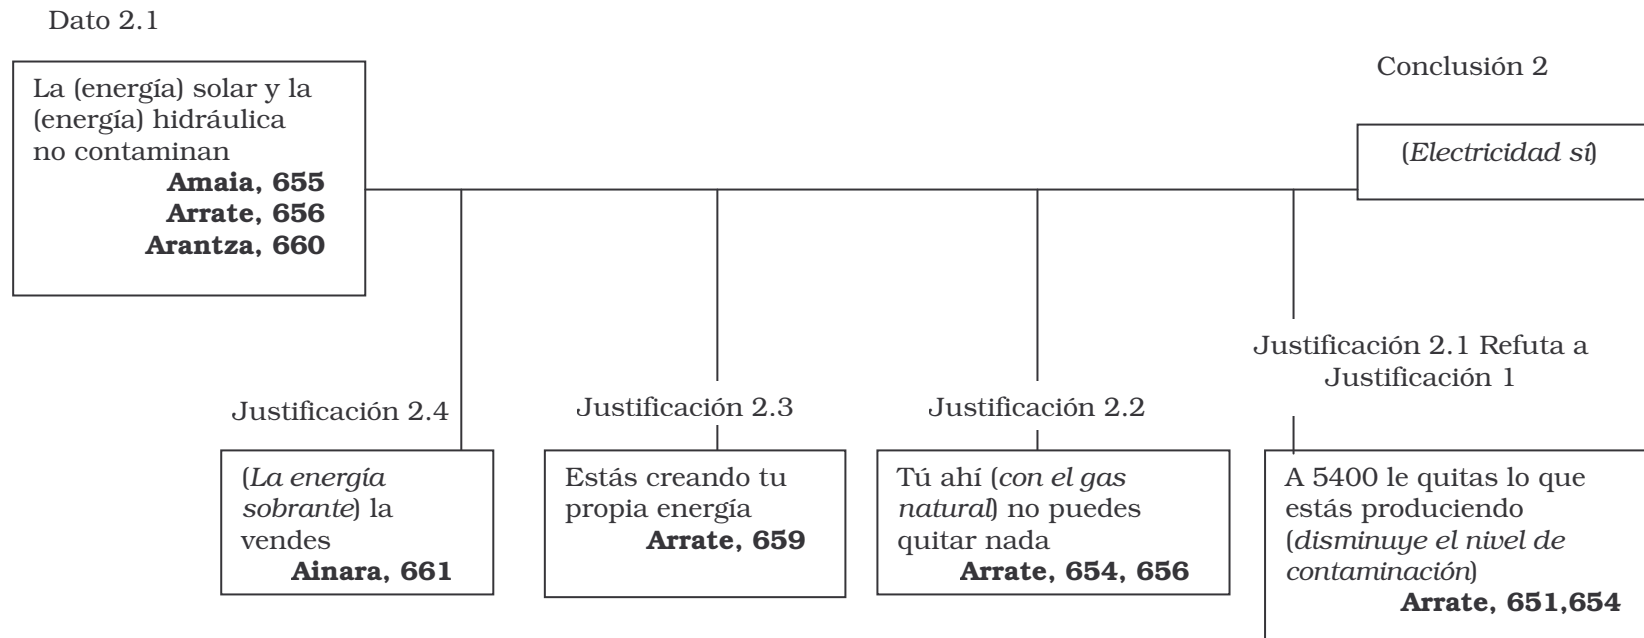 Dato 2.1
La (energía) solar y la
(energía) hidráulica
no contaminan
Amaia, 655
Arrate, 656
Arantza, 660
Conclusión 2
(Electricidad sí)
Justificación 2.4
(La energía
sobrante) la
vendes
Ainara, 661
Justificación 2.3
Estás creando tu
propia energía
Arrate, 659
Justificación 2.2
Tú ahí (con el gas
natural) no puedes
quitar nada
Arrate, 654, 656
Justificación 2.1 Refuta a
Justificación 1
A 5400 le quitas lo que
estás produciendo
(disminuye el nivel de
contaminación)
Arrate, 651,654